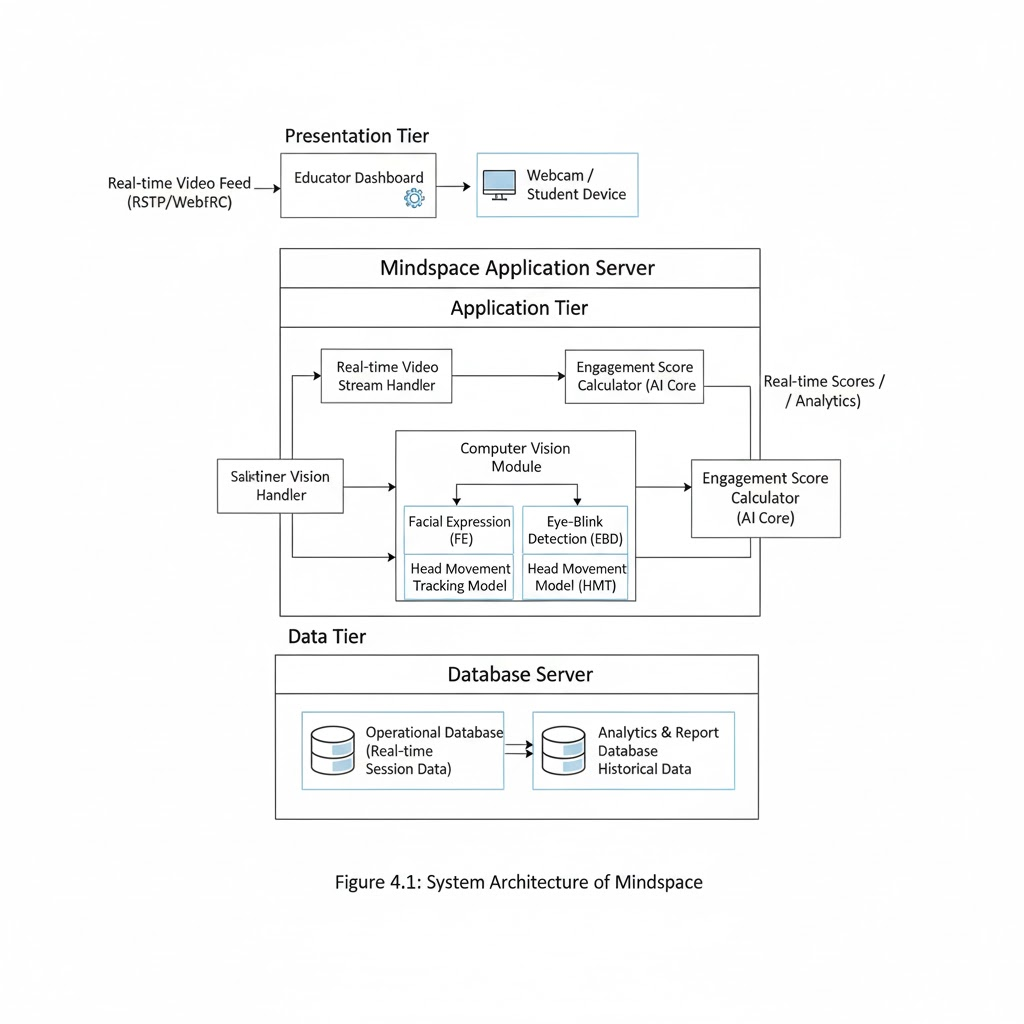 Presentation Tier
Real-time Video Feed
(RSTP/WebfRC)
Educator Dashboard
Webcam /
Student Device
Mindspace Application Server
Application Tier
Real-time Video
Stream Handler
Engagement Score
Calculator (AI Core
Real-time Scores /
/ Analytics)
Computer Vision
Module
Vision
Handler
Facial Expression
(FE)
Eye-Blink
Detection (EBD)
Head Movement
Tracking Model
Head Movement
Model (HMT)
Engagement Score
Calculator
(AI Core)
Data Tier
Database Server
Operational Database
(Real-time
Session Data)
Analytics & Report
Database
Historical Data
Figure 4.1: System Architecture of Mindspace